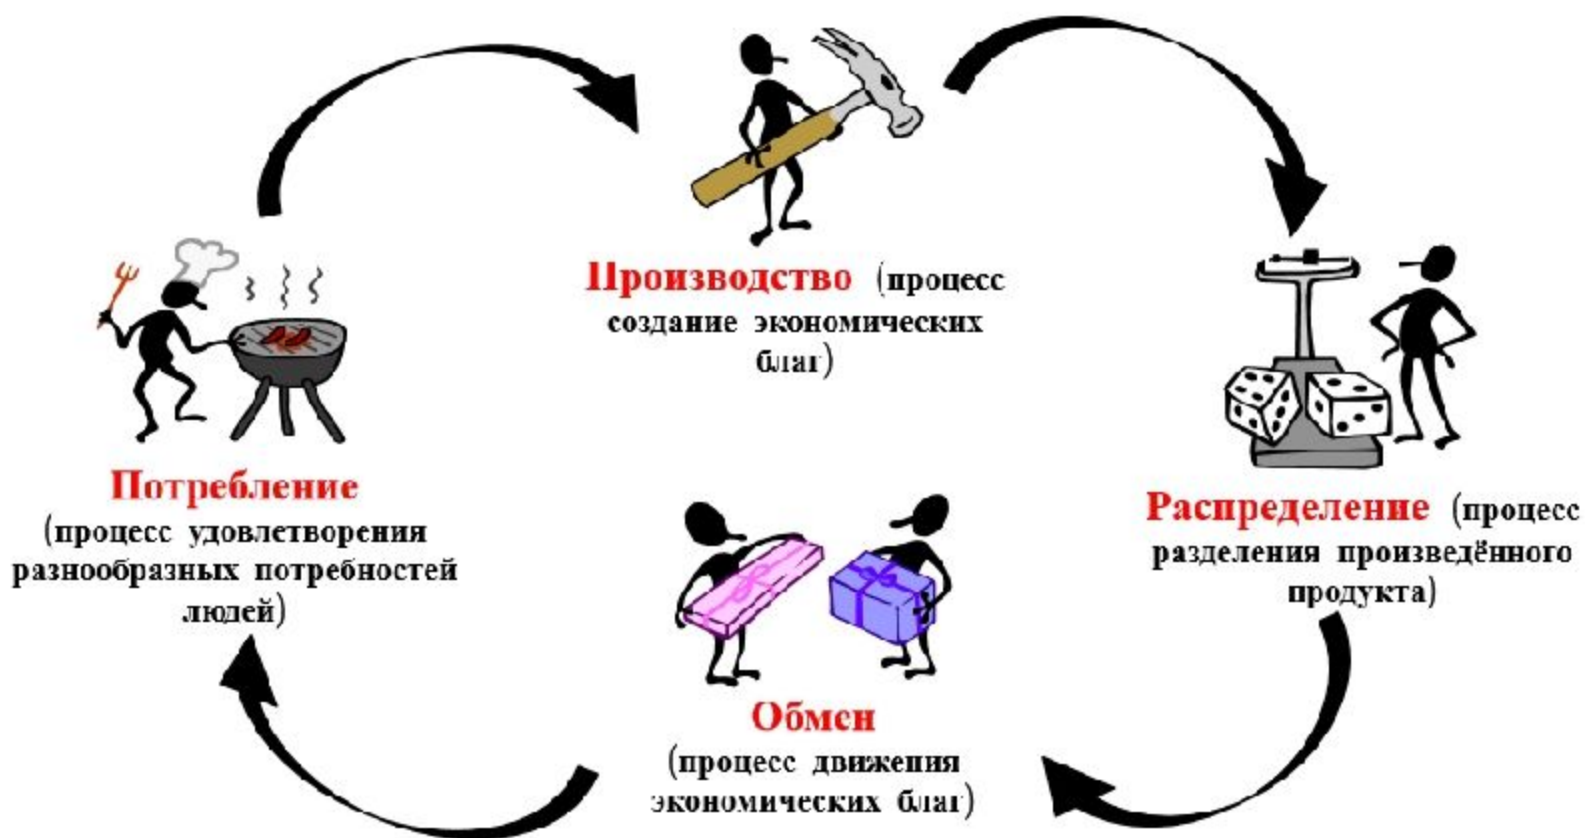 Производство (процесс
создание экономических
благ)
Потребление
(процесс удовлетворения
разнообразных потребностей
людей)
Распределение (процесс
разделения произведённого
продукта)
Обмен
(процесс движения
экономических благ)